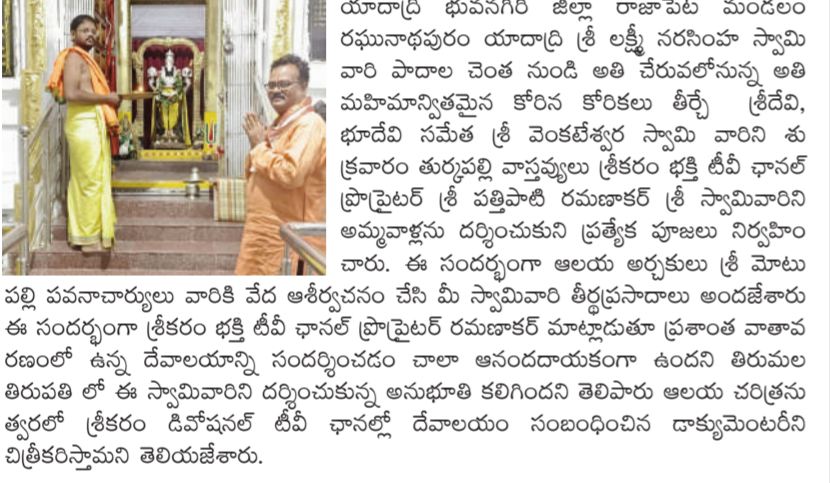 యాదాద్రి భువనగిరి జిల్లా రాజాపేట మండలం
రఘునాథపురం యాదాద్రి శ్రీ లక్ష్మీ నరసింహ స్వామి
వారి పాదాల చెంత నుండి అతి చేరువలోనున్న అతి
మహిమాన్వితమైన కోరిన కోరికలు తీర్చే శ్రీదేవి,
భూదేవి సమేత శ్రీ వెంకటేశ్వర స్వామి వారిని శు
క్రవారం తుర్కపల్లి వాస్తవ్యులు శ్రీకరం భక్తి టీవీ ఛానల్
ప్రొప్రైటర్ శ్రీ పత్తిపాటి రమణాకర్ శ్రీ స్వామివారిని
అమ్మవాళ్లను దర్శించుకుని ప్రత్యేక పూజలు నిర్వహిం
చారు. ఈ సందర్భంగా ఆలయ అర్చకులు శ్రీ మోటు
పల్లి పవనాచార్యులు వారికి వేద ఆశీర్వచనం చేసి మీ స్వామివారి తీర్థప్రసాదాలు అందజేశారు
ఈ సందర్భంగా శ్రీకరం భక్తి టీవీ ఛానల్ ప్రొప్రైటర్ రమణాకర్ మాట్లాడుతూ ప్రశాంత వాతావ
రణంలో ఉన్న దేవాలయాన్ని సందర్శించడం చాలా ఆనందదాయకంగా ఉందని తిరుమల
తిరుపతి లో ఈ స్వామివారిని దర్శించుకున్న అనుభూతి కలిగిందని తెలిపారు ఆలయ చరిత్రను
త్వరలో శ్రీకరం డివోషనల్ టీవీ ఛానల్లో దేవాలయం సంబంధించిన డాక్యుమెంటరీని
చిత్రీకరిస్తామని తెలియజేశారు.